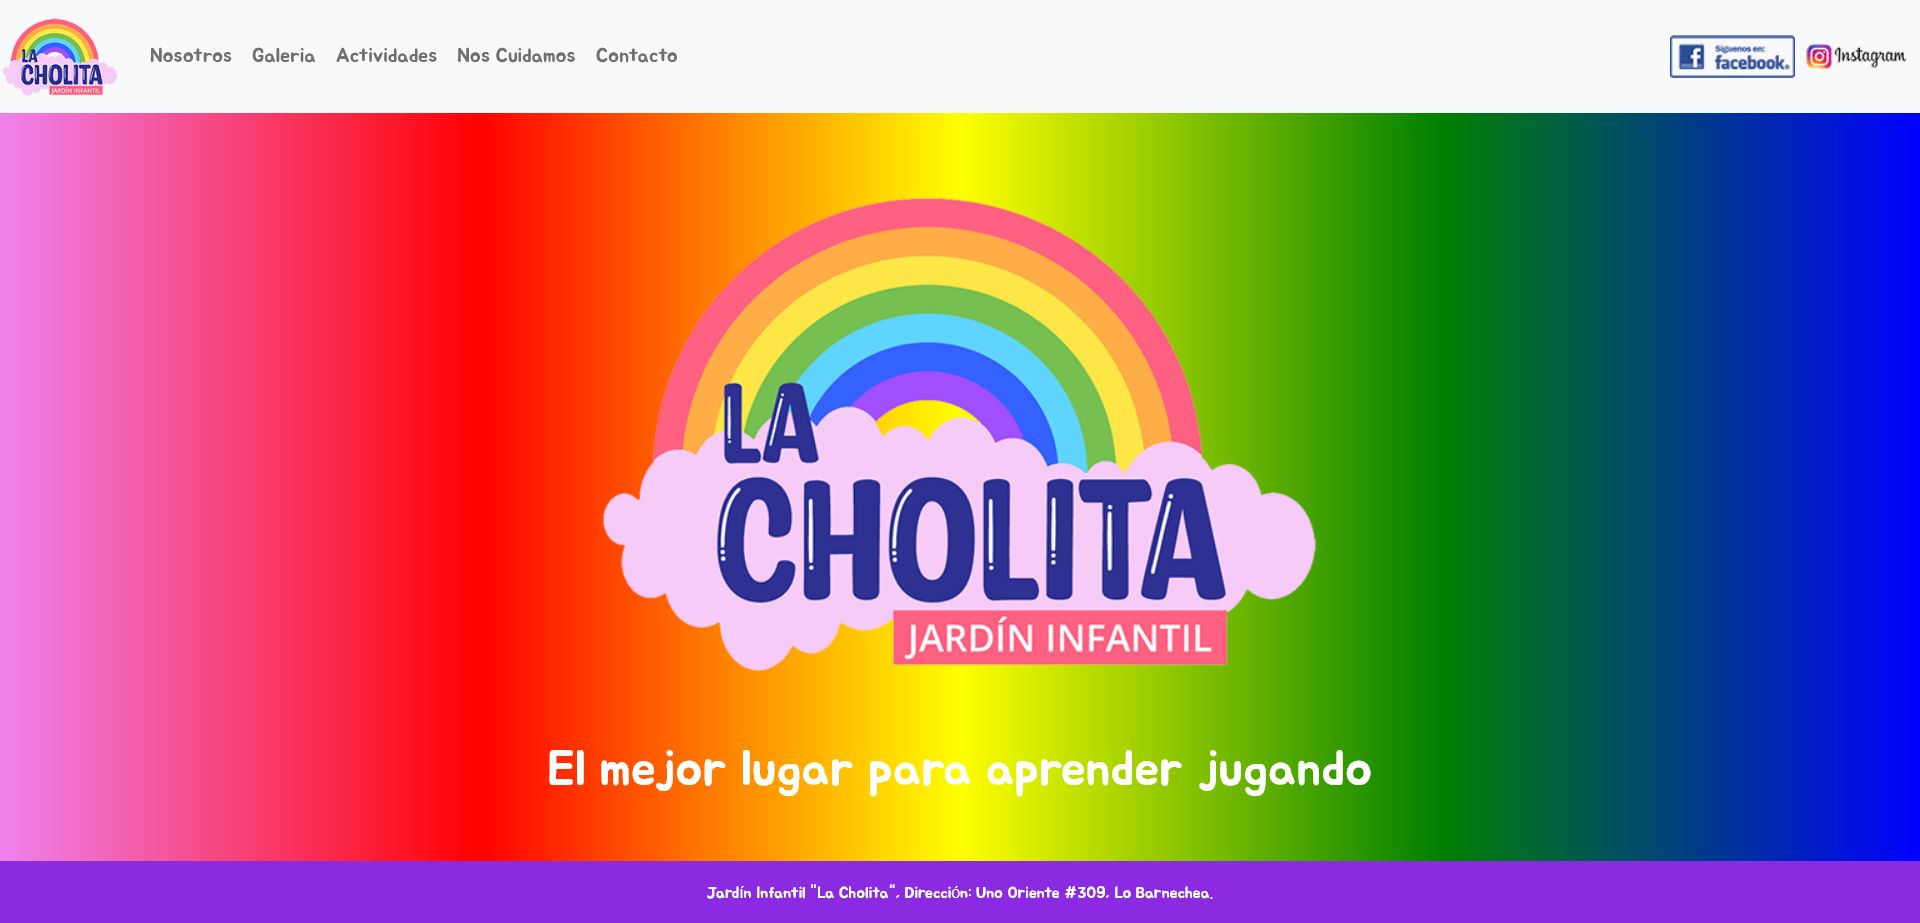 LA
CHOLITA
JARDÍN INFANTIL
Nosotros Galeria Actividades Nos Cuidamos Contacto
Síguenos en:
facebook.
Instagram
LA
CHOLITA
JARDÍN INFANTIL
El mejor lugar para aprender jugando
Jardín Infantil "La Cholita", Dirección: Uno Oriente #309, Lo Barnechea.